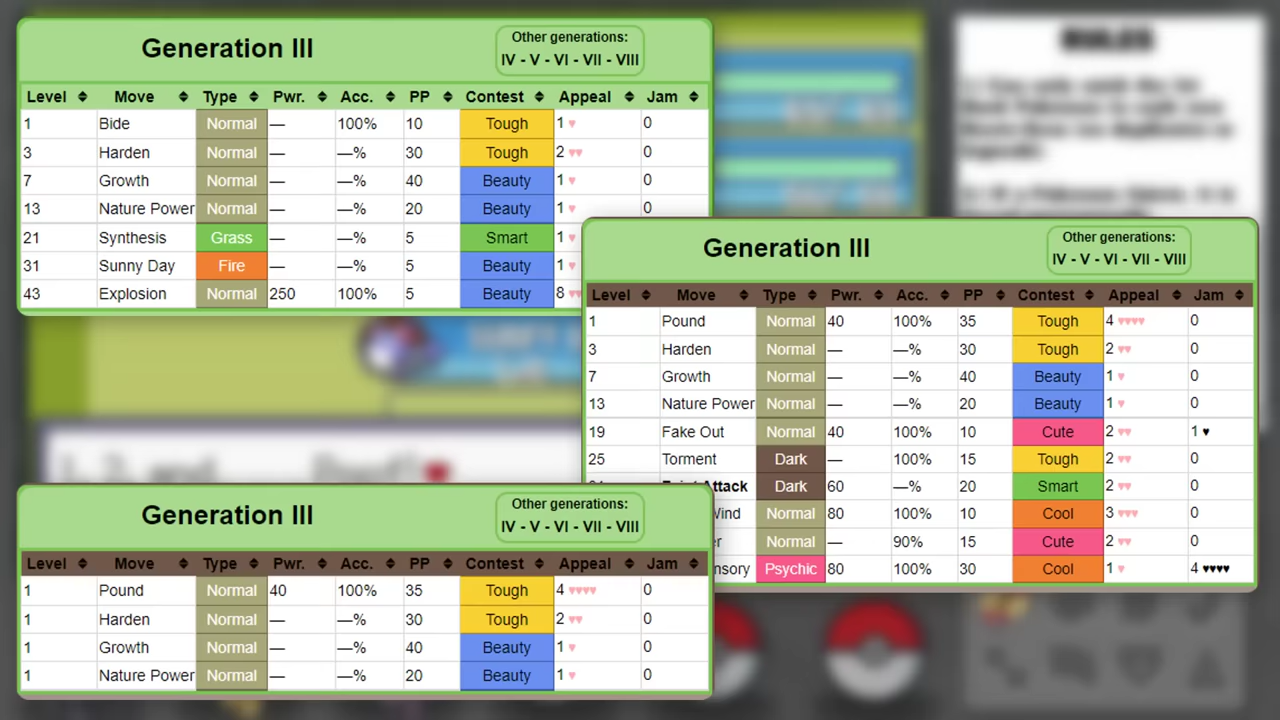 Generation III
Other generations:
IV - V - VI - VII - VIII
Level Move Type Pwr. Acc. PP Contest Appeal Jam
1 Bide Normal — 100% 10 Tough 1 ♥ 0
3 Harden Normal — —% 30 Tough 2 ♥♥ 0
7 Growth Normal — —% 40 Beauty 1 ♥ 0
13 Nature Power Normal — —% 20 Beauty 1 ♥ 0
21 Synthesis Grass — —% 5 Smart 1 ♥
31 Sunny Day Fire — —% 5 Beauty 1 ♥
43 Explosion Normal 250 100% 5 Beauty 8 ♥♥
Generation III
Other generations:
IV - V - VI - VII - VIII
Level Move Type Pwr. Acc. PP Contest Appeal Jam
1 Pound Normal 40 100% 35 Tough 4 ♥♥♥♥ 0
3 Harden Normal — —% 30 Tough 2 ♥♥ 0
7 Growth Normal — —% 40 Beauty 1 ♥ 0
13 Nature Power Normal — —% 20 Beauty 1 ♥ 0
19 Fake Out Normal 40 100% 10 Cute 2 ♥♥ 1 ♥
25 Torment Dark — 100% 15 Tough 2 ♥♥ 0
Attack Dark 60 —% 20 Smart 2 ♥♥ 0
Wind Normal 80 100% 10 Cool 3 ♥♥♥ 0
r Normal — 90% 15 Cute 2 ♥♥ 0
nsory Psychic 80 100% 30 Cool 1 ♥ 4 ♥♥♥♥
Generation III
Other generations:
IV - V - VI - VII - VIII
Level Move Type Pwr. Acc. PP Contest Appeal Jam
1 Pound Normal 40 100% 35 Tough 4 ♥♥♥♥ 0
1 Harden Normal — —% 30 Tough 2 ♥♥ 0
1 Growth Normal — —% 40 Beauty 1 ♥ 0
1 Nature Power Normal — —% 20 Beauty 1 ♥ 0
RULES